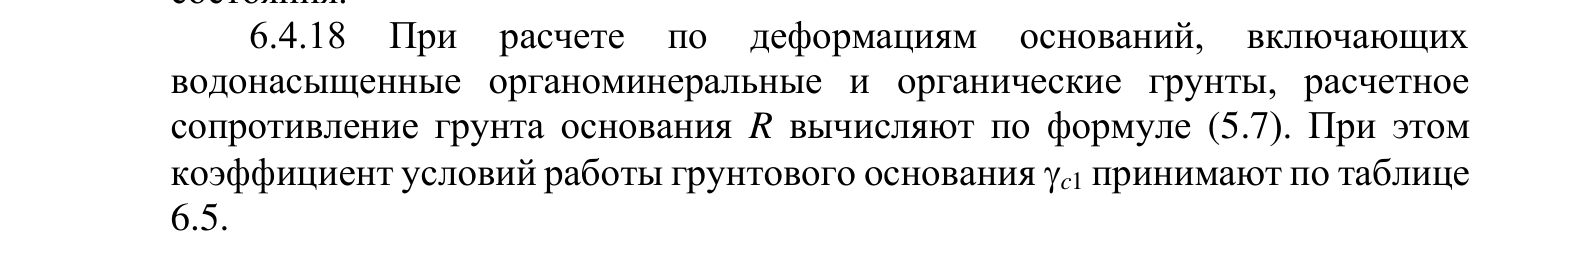 6.4.18 При расчете по деформациям оснований, включающих
водонасыщенные органоминеральные и органические грунты, расчетное
сопротивление грунта основания R вычисляют по формуле (5.7). При этом
коэффициент условий работы грунтового основания γc1 принимают по таблице
6.5.